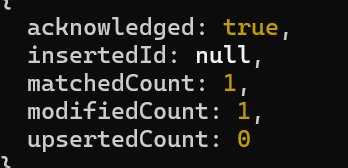 {
acknowledged: true,
insertedId: null,
matchedCount: 1,
modifiedCount: 1,
upsertedCount: 0
}